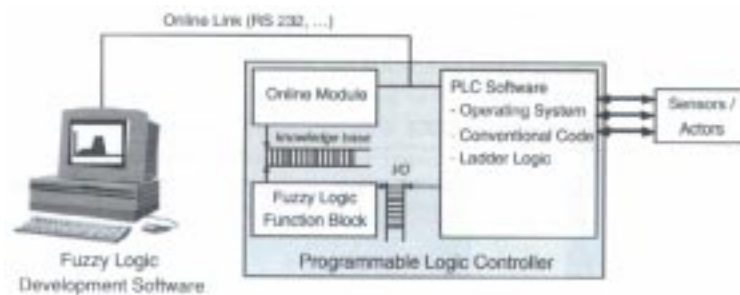 Online Link (RS 232, ...)
Online Module
knowledge base
Fuzzy Logic
Function Block
I/O
PLC Software
- Operating System
- Conventional Code
- Ladder Logic
Sensors /
Actors
Programmable Logic Controller
Fuzzy Logic
Development Software